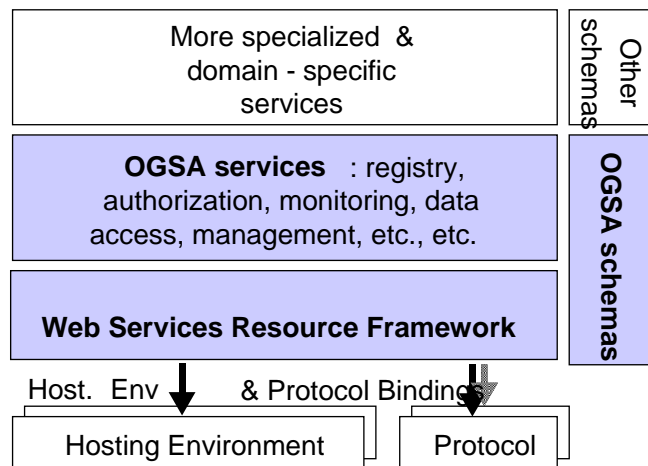 More specialized &
domain - specific
services
Other
schemas
OGSA services : registry,
authorization, monitoring, data
access, management, etc., etc.
OGSA schemas
Web Services Resource Framework
Host. Env & Protocol Bindings
Hosting Environment
Protocol